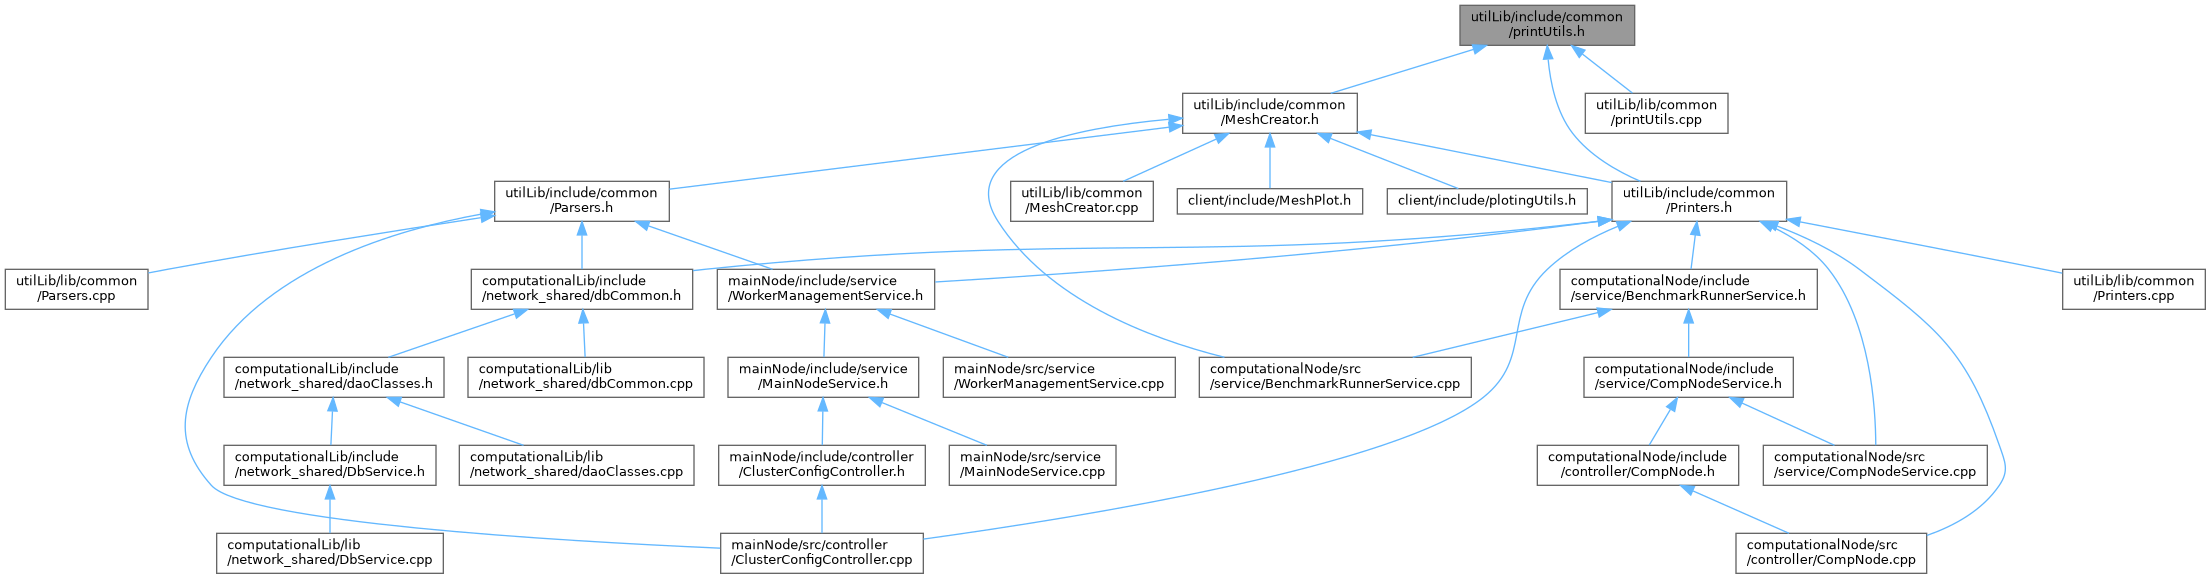 utilLib/include/common
/printUtils.h
utilLib/include/common
/MeshCreator.h
utilLib/lib/common
/printUtils.cpp
utilLib/include/common
/Parsers.h
utilLib/lib/common
/MeshCreator.cpp
client/include/MeshPlot.h
client/include/plotingUtils.h
utilLib/include/common
/Printers.h
utilLib/lib/common
/Parsers.cpp
computationalLib/include
/network_shared/dbCommon.h
mainNode/include/service
/WorkerManagementService.h
computationalNode/include
/service/BenchmarkRunnerService.h
utilLib/lib/common
/Printers.cpp
computationalLib/include
/network_shared/daoClasses.h
computationalLib/lib
/network_shared/dbCommon.cpp
mainNode/include/service
/MainNodeService.h
mainNode/src/service
/WorkerManagementService.cpp
computationalNode/src
/service/BenchmarkRunnerService.cpp
computationalNode/include
/service/CompNodeService.h
computationalLib/include
/network_shared/DbService.h
computationalLib/lib
/network_shared/daoClasses.cpp
mainNode/include/controller
/ClusterConfigController.h
mainNode/src/service
/MainNodeService.cpp
computationalNode/include
/controller/CompNode.h
computationalNode/src
/service/CompNodeService.cpp
computationalLib/lib
/network_shared/DbService.cpp
mainNode/src/controller
/ClusterConfigController.cpp
computationalNode/src
/controller/CompNode.cpp